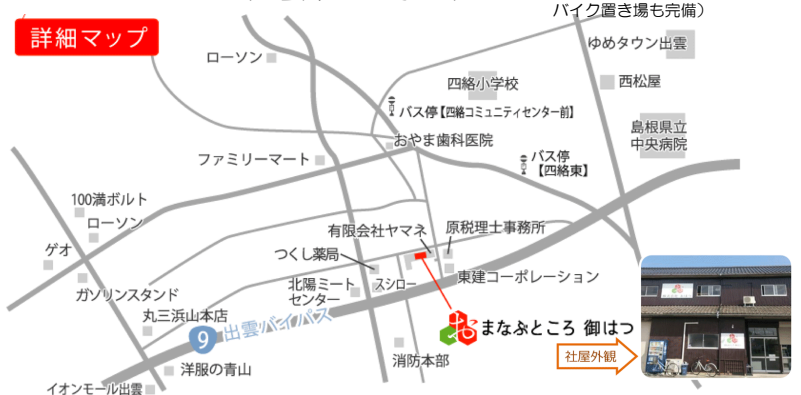 バイク置き場も完備）
詳細マップ
ゆめタウン出雲
ローソン
四絡小学校
西松屋
バス停【四絡コミュニティセンター前】
島根県立
中央病院
おやま歯科医院
ファミリーマート
バス停
【四絡東】
100満ボルト
ローソン
有限会社ヤマネ
原税理士事務所
ゲオ
つくし薬局
東建コーポレーション
ガソリンスタンド
北陽ミート
センター
スシロー
丸三浜山本店
9
出雲バイパス
お
まなぶところ 御はつ
社屋外観
消防本部
洋服の青山
イオンモール出雲